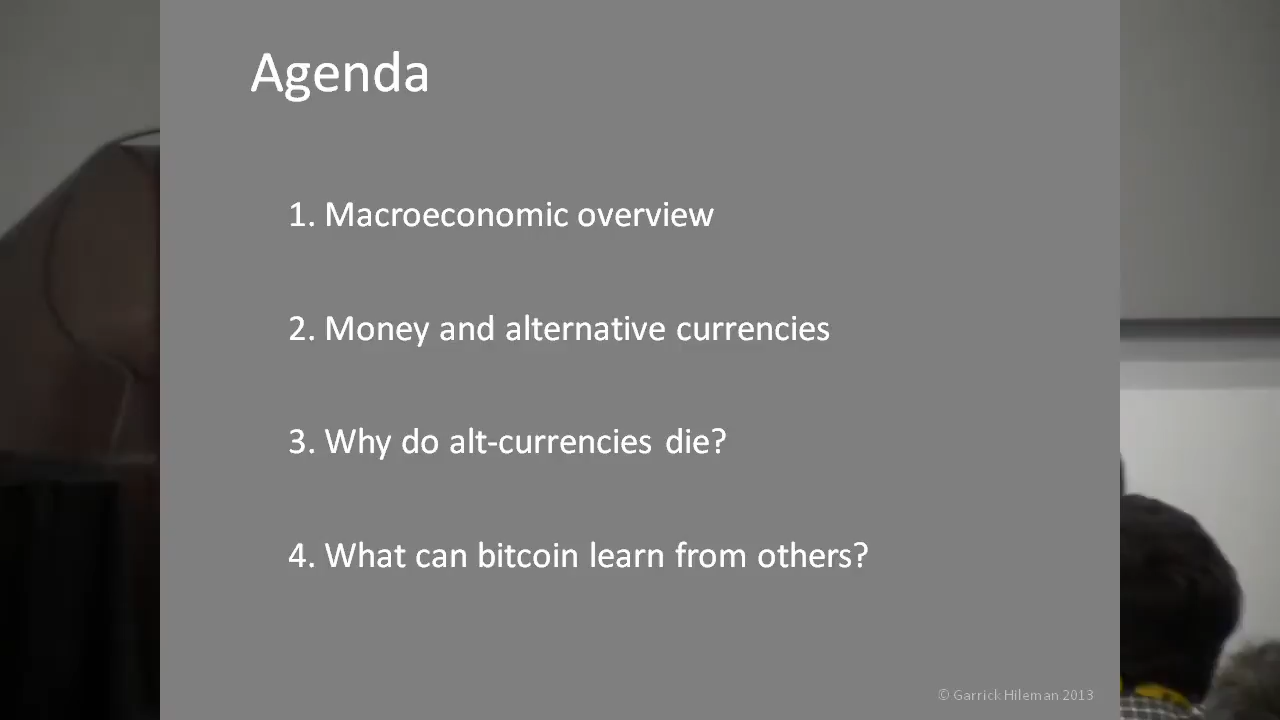 Agenda
1. Macroeconomic overview
2. Money and alternative currencies
3. Why do alt-currencies die?
4. What can bitcoin learn from others?
© Garrick Hileman 2013